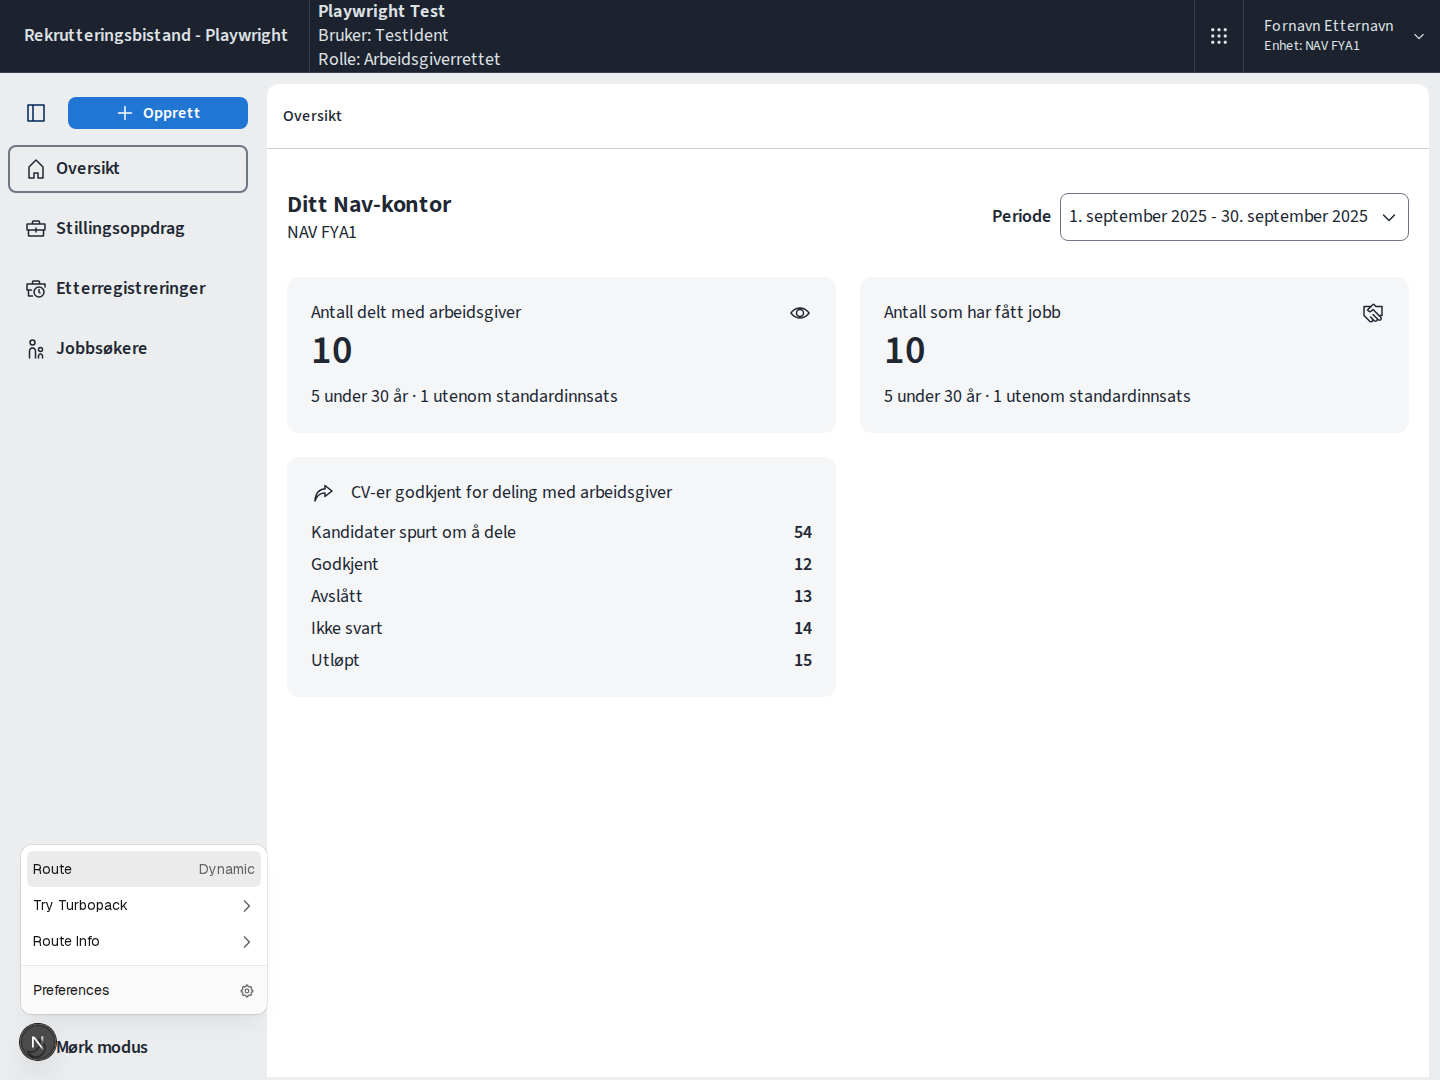 Rekrutteringsbistand - Playwright
Playwright Test
Bruker: TestIdent
Rolle: Arbeidsgiverrettet
Fornavn Etternavn
Enhet: NAV FYA1
Opprett
Oversikt
Stillingsoppdrag
Etterregistreringer
Jobbsøkere
Oversikt
Ditt Nav-kontor
NAV FYA1
Periode
1. september 2025 - 30. september 2025
Antall delt med arbeidsgiver
10
5 under 30 år · 1 utenom standardinnsats
Antall som har fått jobb
10
5 under 30 år · 1 utenom standardinnsats
CV-er godkjent for deling med arbeidsgiver
Kandidater spurt om å dele 54
Godkjent 12
Avslått 13
Ikke svart 14
Utløpt 15
Route Dynamic
Try Turbopack
Route Info
Preferences
N
Mørk modus